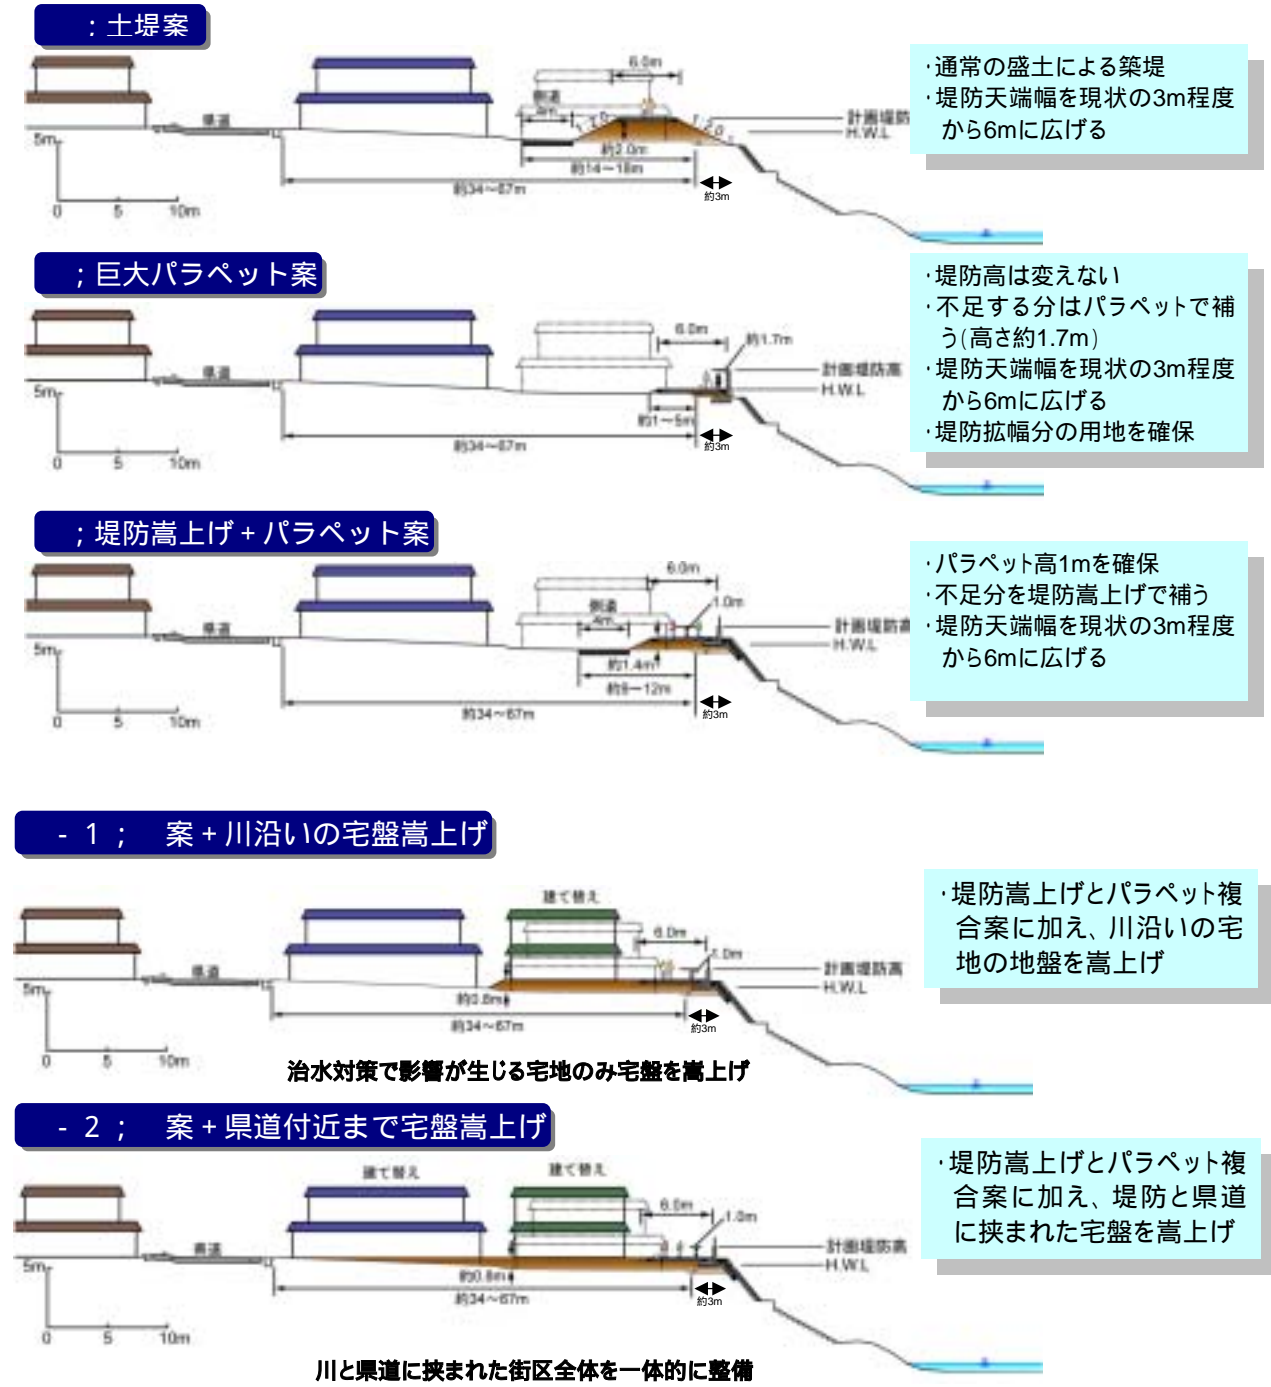 ；土堤案
6.0m
側道
4m
県道
計画堤防
H.W.L
5m
約2.0m
約14～18m
約34～67m
約3m
0 5 10m
・通常の盛土による築堤
・堤防天端幅を現状の3m程度
から6mに広げる
；巨大パラペット案
6.0m
約1.7m
県道
計画堤防高
H.W.L
5m
約1～5m
約34～67m
約3m
0 5 10m
・堤防高は変えない
・不足する分はパラペットで補
う（高さ約1.7m）
・堤防天端幅を現状の3m程度
から6mに広げる
・堤防拡幅分の用地を確保
；堤防嵩上げ＋パラペット案
6.0m
側道
4m
1.0m
県道
計画堤防高
H.W.L
5m
約1.4m
約9～12m
約34～67m
約3m
0 5 10m
・パラペット高1mを確保
・不足分を堤防嵩上げで補う
・堤防天端幅を現状の3m程度
から6mに広げる
－１； 案＋川沿いの宅盤嵩上げ
建て替え
6.0m
1.0m
県道
計画堤防高
H.W.L
5m
約0.8m
約34～67m
約3m
0 5 10m
治水対策で影響が生じる宅地のみ宅盤を嵩上げ
・堤防嵩上げとパラペット複
合案に加え、川沿いの宅
地の地盤を嵩上げ
－２； 案＋県道付近まで宅盤嵩上げ
建て替え
建て替え
6.0m
1.0m
県道
計画堤防高
H.W.L
5m
約0.8m
約34～67m
約3m
0 5 10m
川と県道に挟まれた街区全体を一体的に整備
・堤防嵩上げとパラペット複
合案に加え、堤防と県道
に挟まれた宅盤を嵩上げ